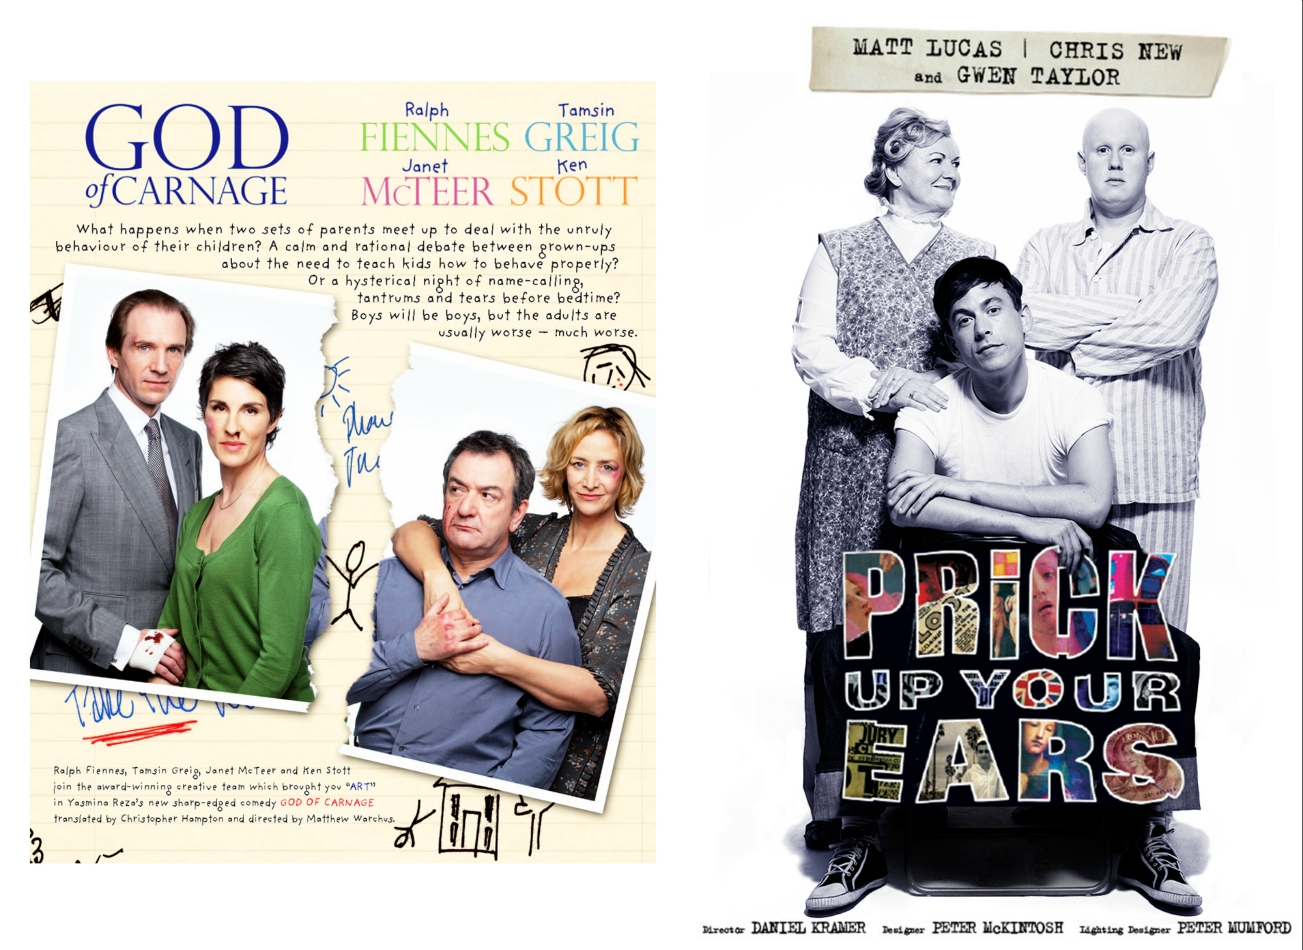 GOD
of CARNAGE
Ralph Tamsin
FIENNES GREIG
Janet Ken
McTEER STOTT
What happens when two sets of parents meet up to deal with the unruly
behaviour of their children? A calm and rational debate between grown-ups
about the need to teach kids how to behave properly?
Or a hysterical night of name-calling,
tantrums and tears before bedtime?
Boys will be boys, but the adults are
usually worse – much worse.
Ralph Fiennes, Tamsin Greig, Janet McTeer and Ken Stott
join the award-winning creative team which brought you "ART"
in Yasmina Reza's new sharp-edged comedy GOD OF CARNAGE
translated by Christopher Hampton and directed by Matthew Warchus.
MATT LUCAS | CHRIS NEW
and GWEN TAYLOR
PRiCK
UP YOUR
EARS
Director DANIEL KRAMER Designer PETER McKINTOSH Lighting Designer PETER MUMFORD